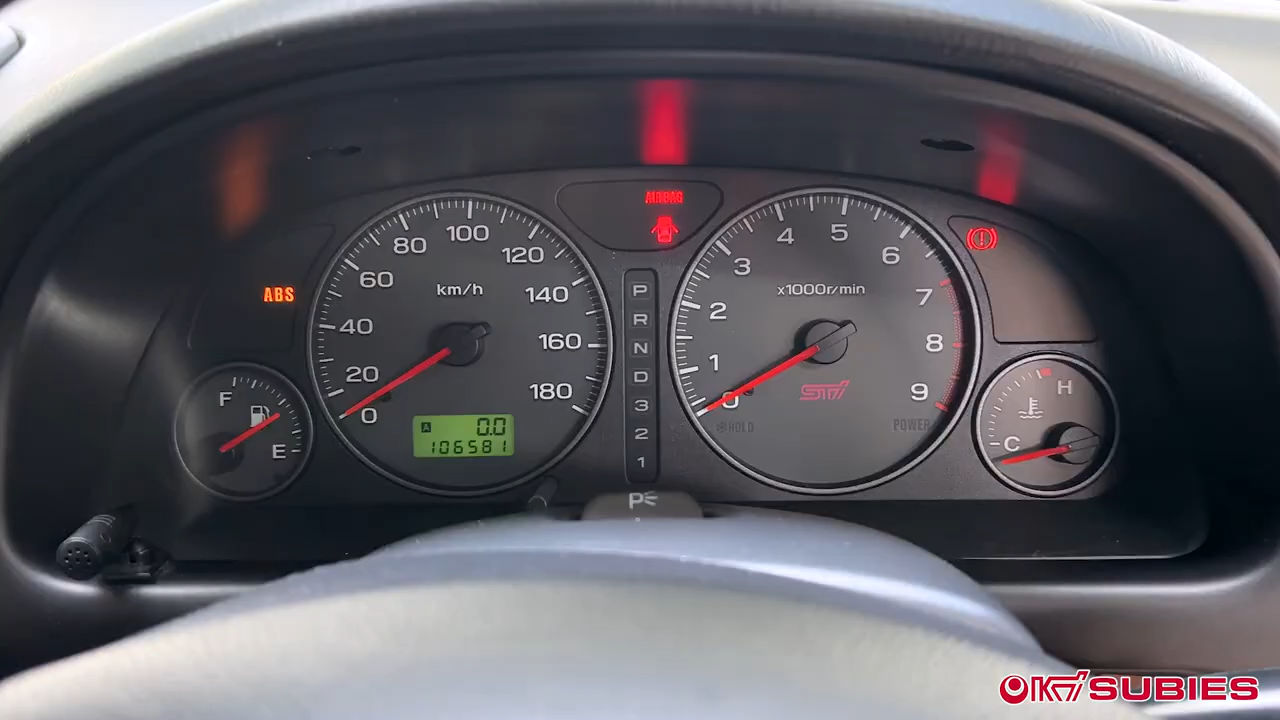 AIRBAG
ABS
km/h
0
20
40
60
80
100
120
140
160
180
A 0.0
106581
P
R
N
D
3
2
1
x1000r/min
0
1
2
3
4
5
6
7
8
9
STi
HOLD
POWER
F
E
H
C
P
OKI SUBIES